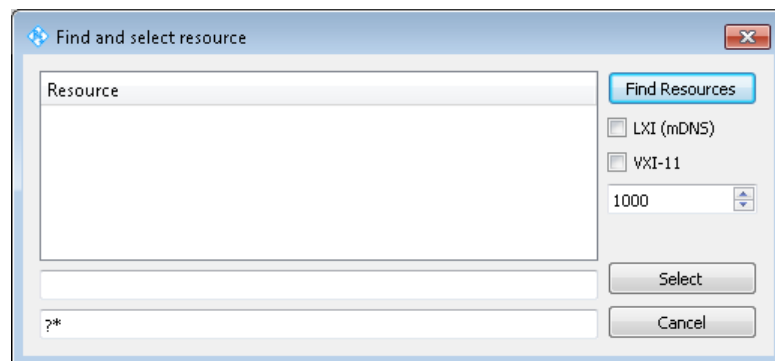 Find and select resource
Resource
Find Resources
LXI (mDNS)
VXI-11
1000
Select
?*
Cancel